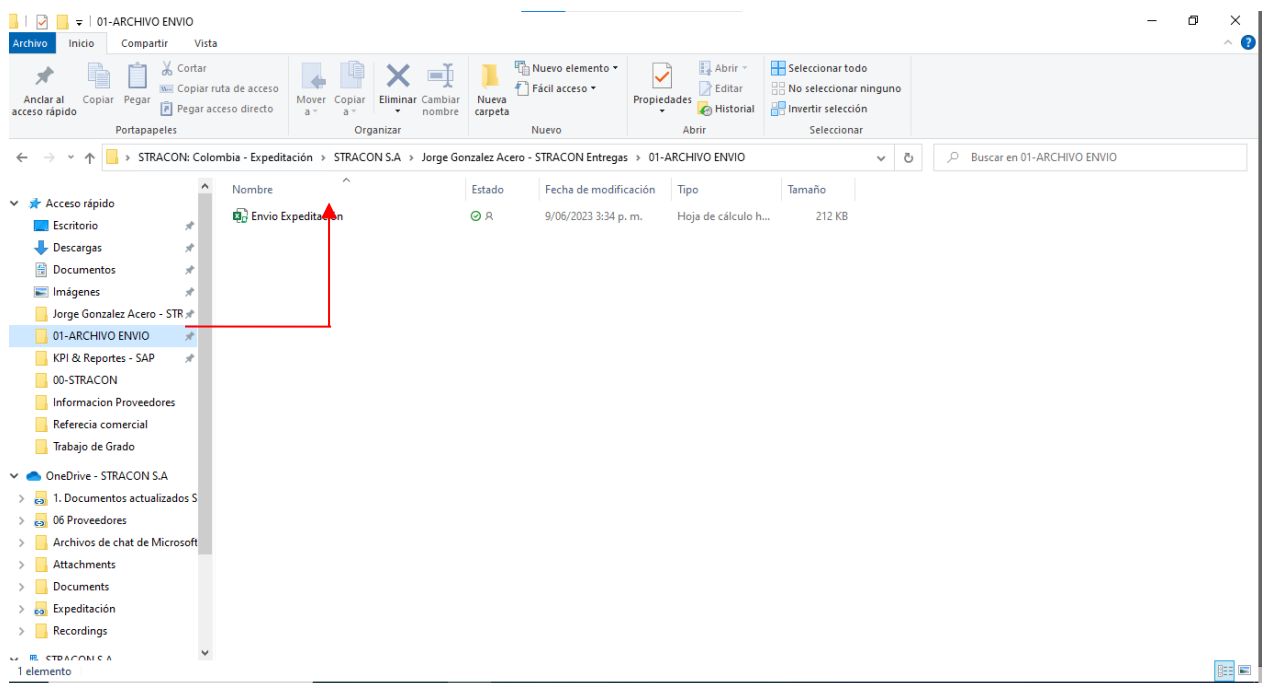 01-ARCHIVO ENVIO
Archivo Inicio Compartir Vista
Anclar al acceso rápido
Copiar
Pegar
Cortar
Copiar ruta de acceso
Pegar acceso directo
Portapapeles
Mover a
Copiar a
Eliminar
Cambiar nombre
Organizar
Nueva carpeta
Nuevo elemento
Fácil acceso
Nuevo
Propiedades
Abrir
Editar
Historial
Abrir
Seleccionar todo
No seleccionar ninguno
Invertir selección
Seleccionar
STRACON: Colombia - Expeditación > STRACON S.A > Jorge Gonzalez Acero - STRACON Entregas > 01-ARCHIVO ENVIO
Buscar en 01-ARCHIVO ENVIO
Acceso rápido
Escritorio
Descargas
Documentos
Imágenes
Jorge Gonzalez Acero - STR
01-ARCHIVO ENVIO
KPI & Reportes - SAP
00-STRACON
Informacion Proveedores
Referecia comercial
Trabajo de Grado
OneDrive - STRACON S.A
1. Documentos actualizados S
06 Proveedores
Archivos de chat de Microsoft
Attachments
Documents
Expeditación
Recordings
STRACON S.A
Nombre Estado Fecha de modificación Tipo Tamaño
Envio Expeditación 9/06/2023 3:34 p. m. Hoja de cálculo h... 212 KB
1 elemento